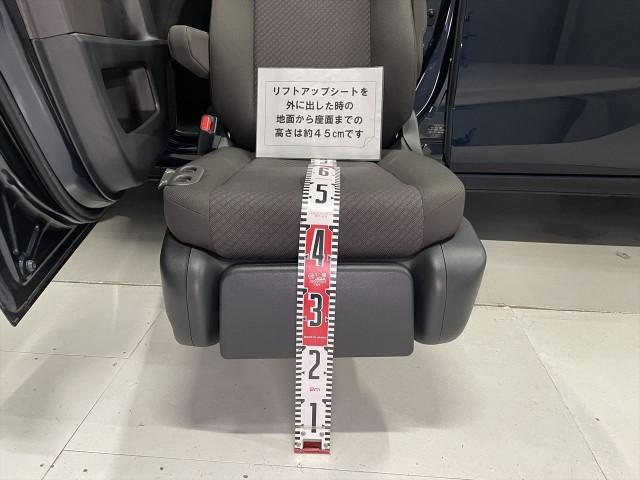 リフトアップシートを
外に出した時の
地面から座面までの
高さは約４５㎝です
6
5
4
3
2
1